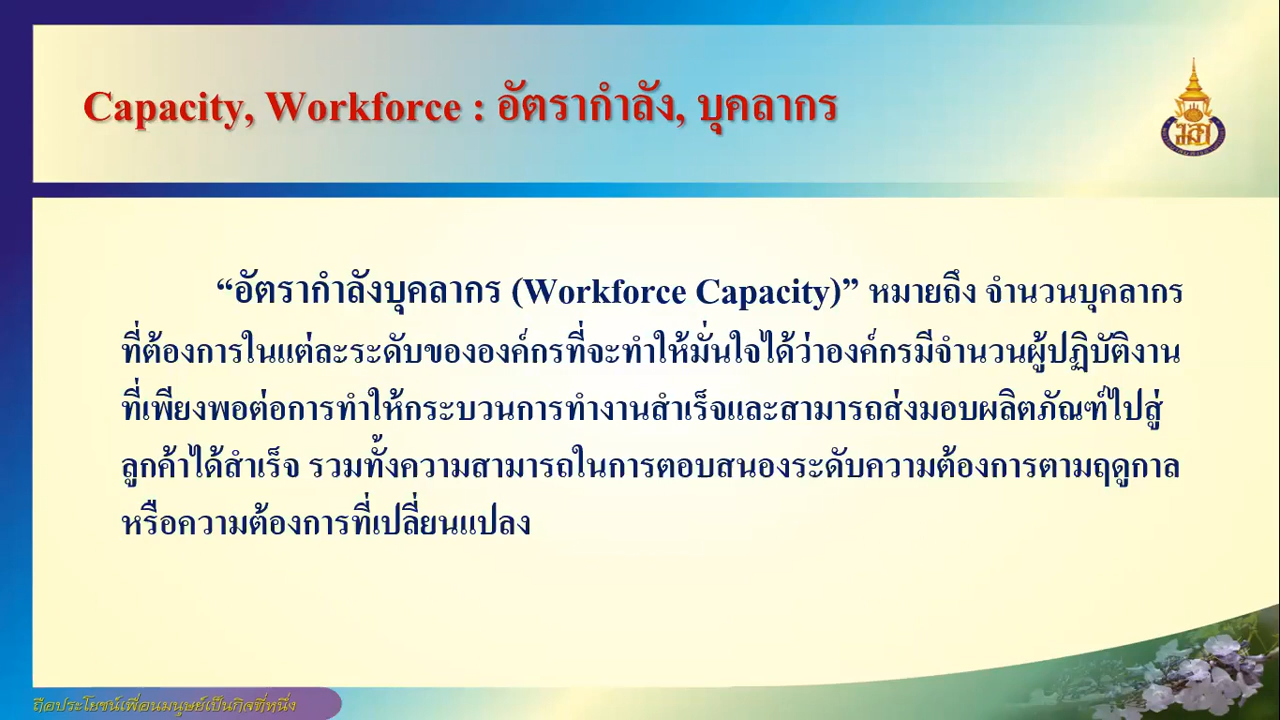 Capacity, Workforce : อัตรากำลัง, บุคลากร
“อัตรากำลังบุคลากร (Workforce Capacity)” หมายถึง จำนวนบุคลากร
ที่ต้องการในแต่ละระดับขององค์กรที่จะทำให้มั่นใจได้ว่าองค์กรมีจำนวนผู้ปฏิบัติงาน
ที่เพียงพอต่อการทำให้กระบวนการทำงานสำเร็จและสามารถส่งมอบผลิตภัณฑ์ไปสู่
ลูกค้าได้สำเร็จ รวมทั้งความสามารถในการตอบสนองระดับความต้องการตามฤดูกาล
หรือความต้องการที่เปลี่ยนแปลง
ถือประโยชน์เพื่อนมนุษย์เป็นกิจที่หนึ่ง